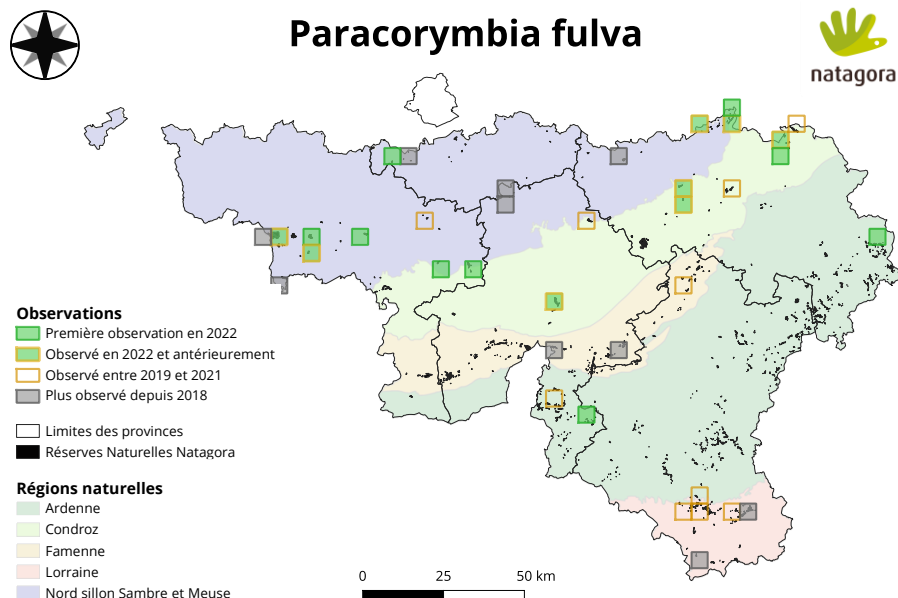 Paracorymbia fulva
natagora
Observations
Première observation en 2022
Observé en 2022 et antérieurement
Observé entre 2019 et 2021
Plus observé depuis 2018
Limites des provinces
Réserves Naturelles Natagora
Régions naturelles
Ardenne
Condroz
Famenne
Lorraine
Nord sillon Sambre et Meuse
0 25 50 km